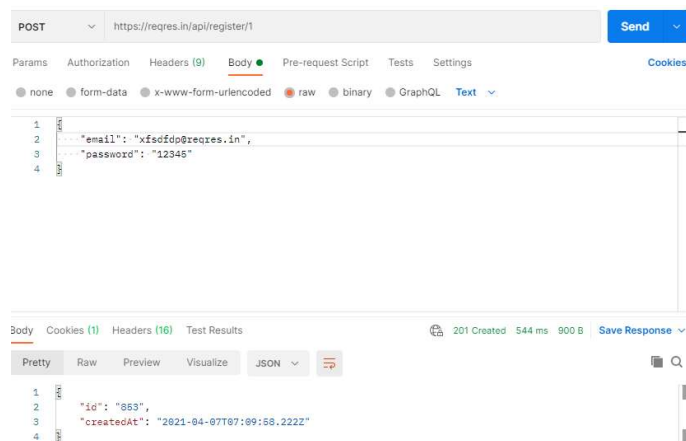 POST https://reqres.in/api/register/1 Send
Params Authorization Headers (9) Body Pre-request Script Tests Settings Cookies
none form-data x-www-form-urlencoded raw binary GraphQL Text
1 {
2 "email": "xfsdfdp@reqres.in",
3 "password": "12345"
4 }
Body Cookies (1) Headers (16) Test Results 201 Created 544 ms 900 B Save Response
Pretty Raw Preview Visualize JSON
1 {
2 "id": "853",
3 "createdAt": "2021-04-07T07:09:58.222Z"
4 }